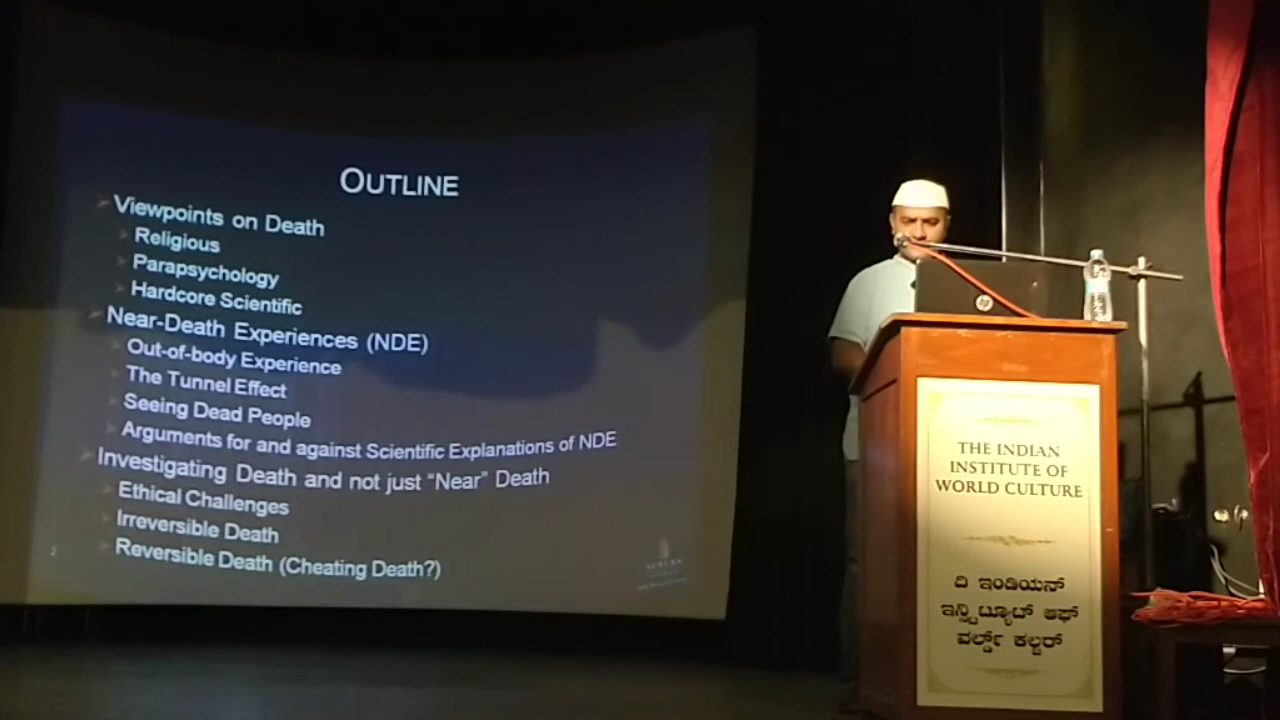 OUTLINE
Viewpoints on Death
Religious
Parapsychology
Hardcore Scientific
Near-Death Experiences (NDE)
Out-of-body Experience
The Tunnel Effect
Seeing Dead People
Arguments for and against Scientific Explanations of NDE
Investigating Death and not just “Near” Death
Ethical Challenges
Irreversible Death
Reversible Death (Cheating Death?)
2
AUBURN
hp
THE INDIAN
INSTITUTE OF
WORLD CULTURE
ದಿ ಇಂಡಿಯನ್
ಇನ್ಸ್ಟಿಟ್ಯೂಟ್ ಆಫ್
ವರ್ಲ್ಡ್ ಕಲ್ಚರ್